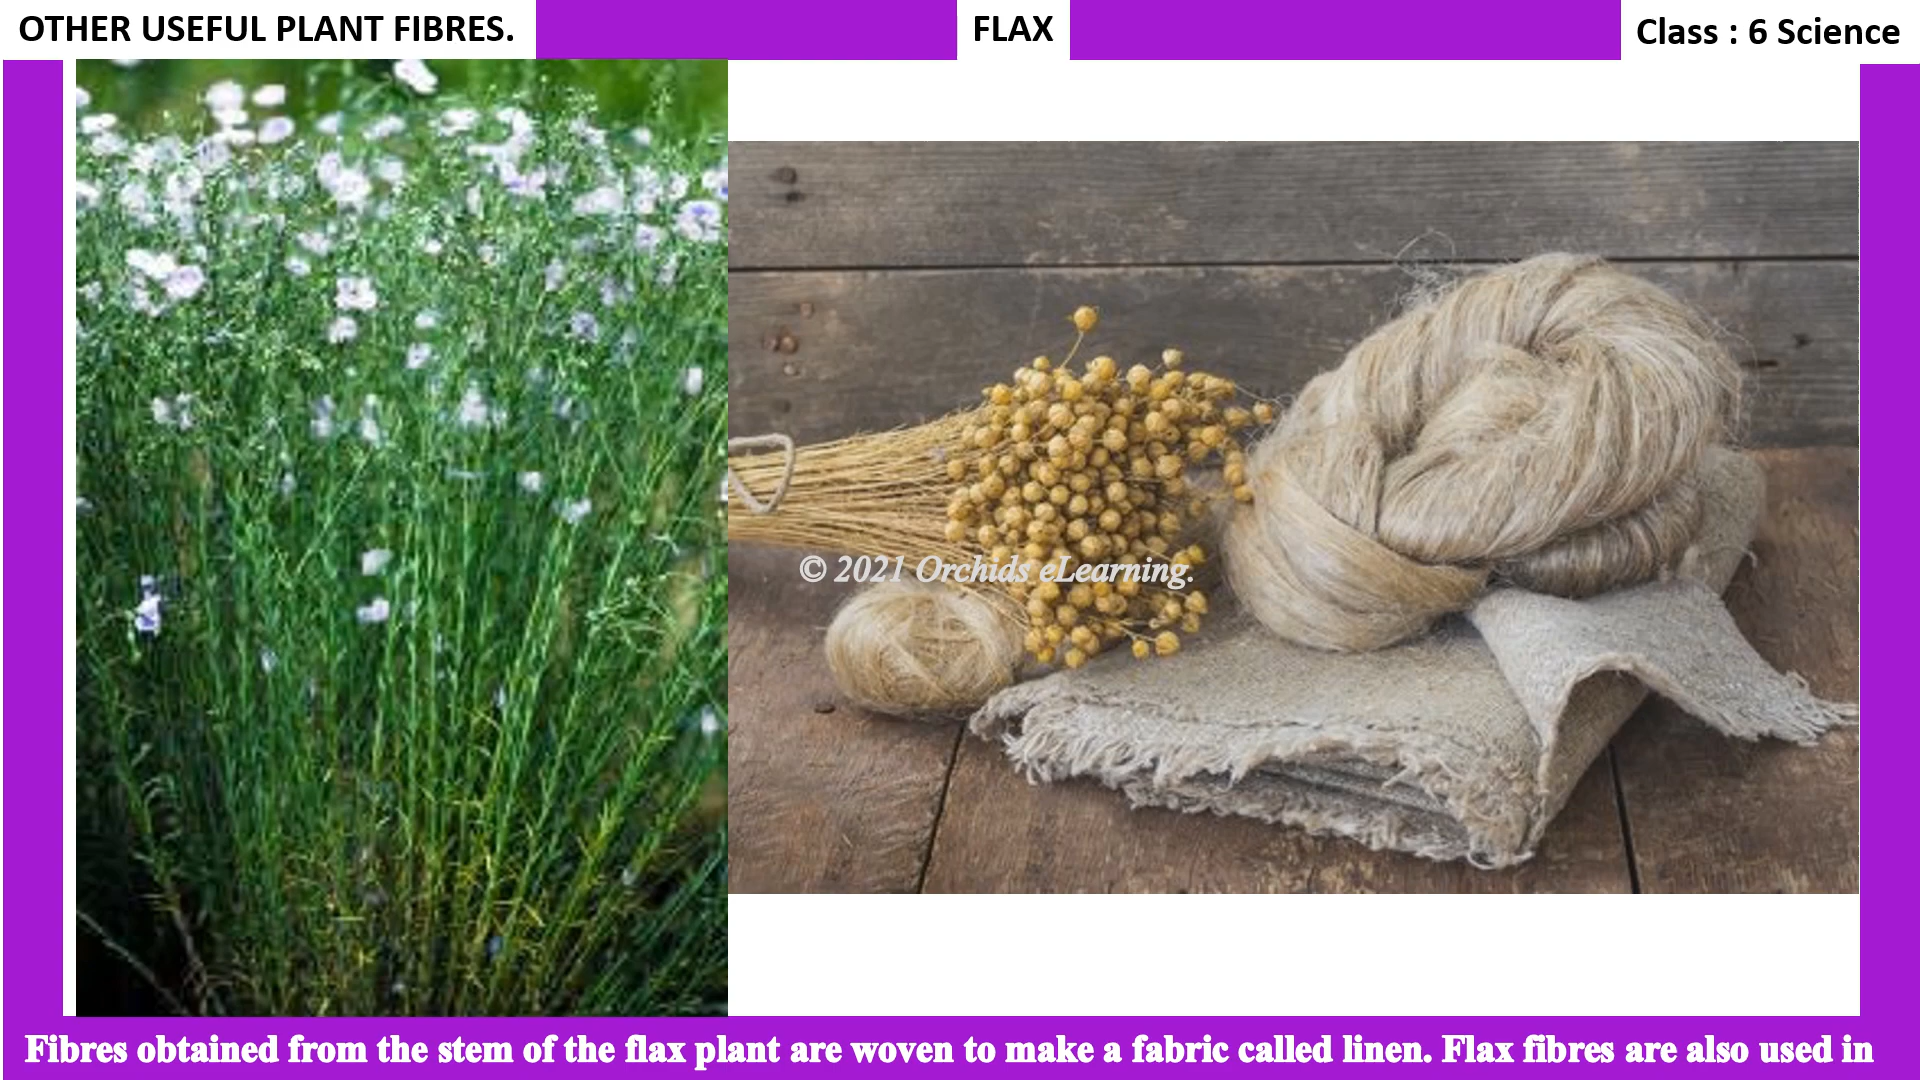 OTHER USEFUL PLANT FIBRES.
FLAX
Class : 6 Science
© 2021 Orchids eLearning.
Fibres obtained from the stem of the flax plant are woven to make a fabric called linen. Flax fibres are also used in